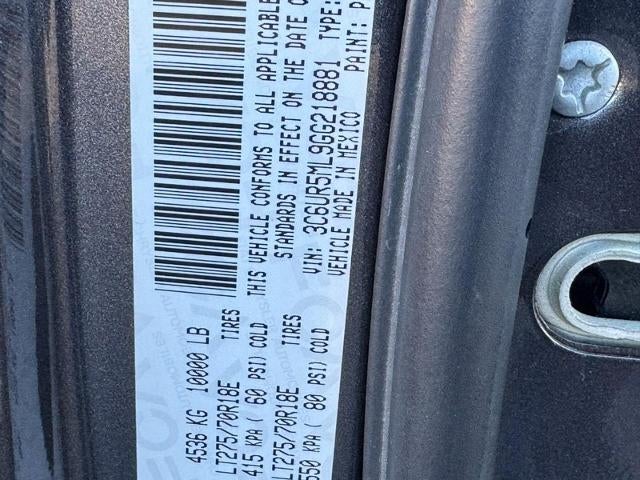 4536 KG 10000 LB
LT275/70R18E TIRES
415 KPA ( 60 PSI) COLD
LT275/70R18E TIRES
550 KPA ( 80 PSI) COLD
THIS VEHICLE CONFORMS TO ALL APPLICABLE
STANDARDS IN EFFECT ON THE DATE O
VIN: 3C6UR5ML9GG218881 TYPE:
VEHICLE MADE IN MEXICO PAINT: P